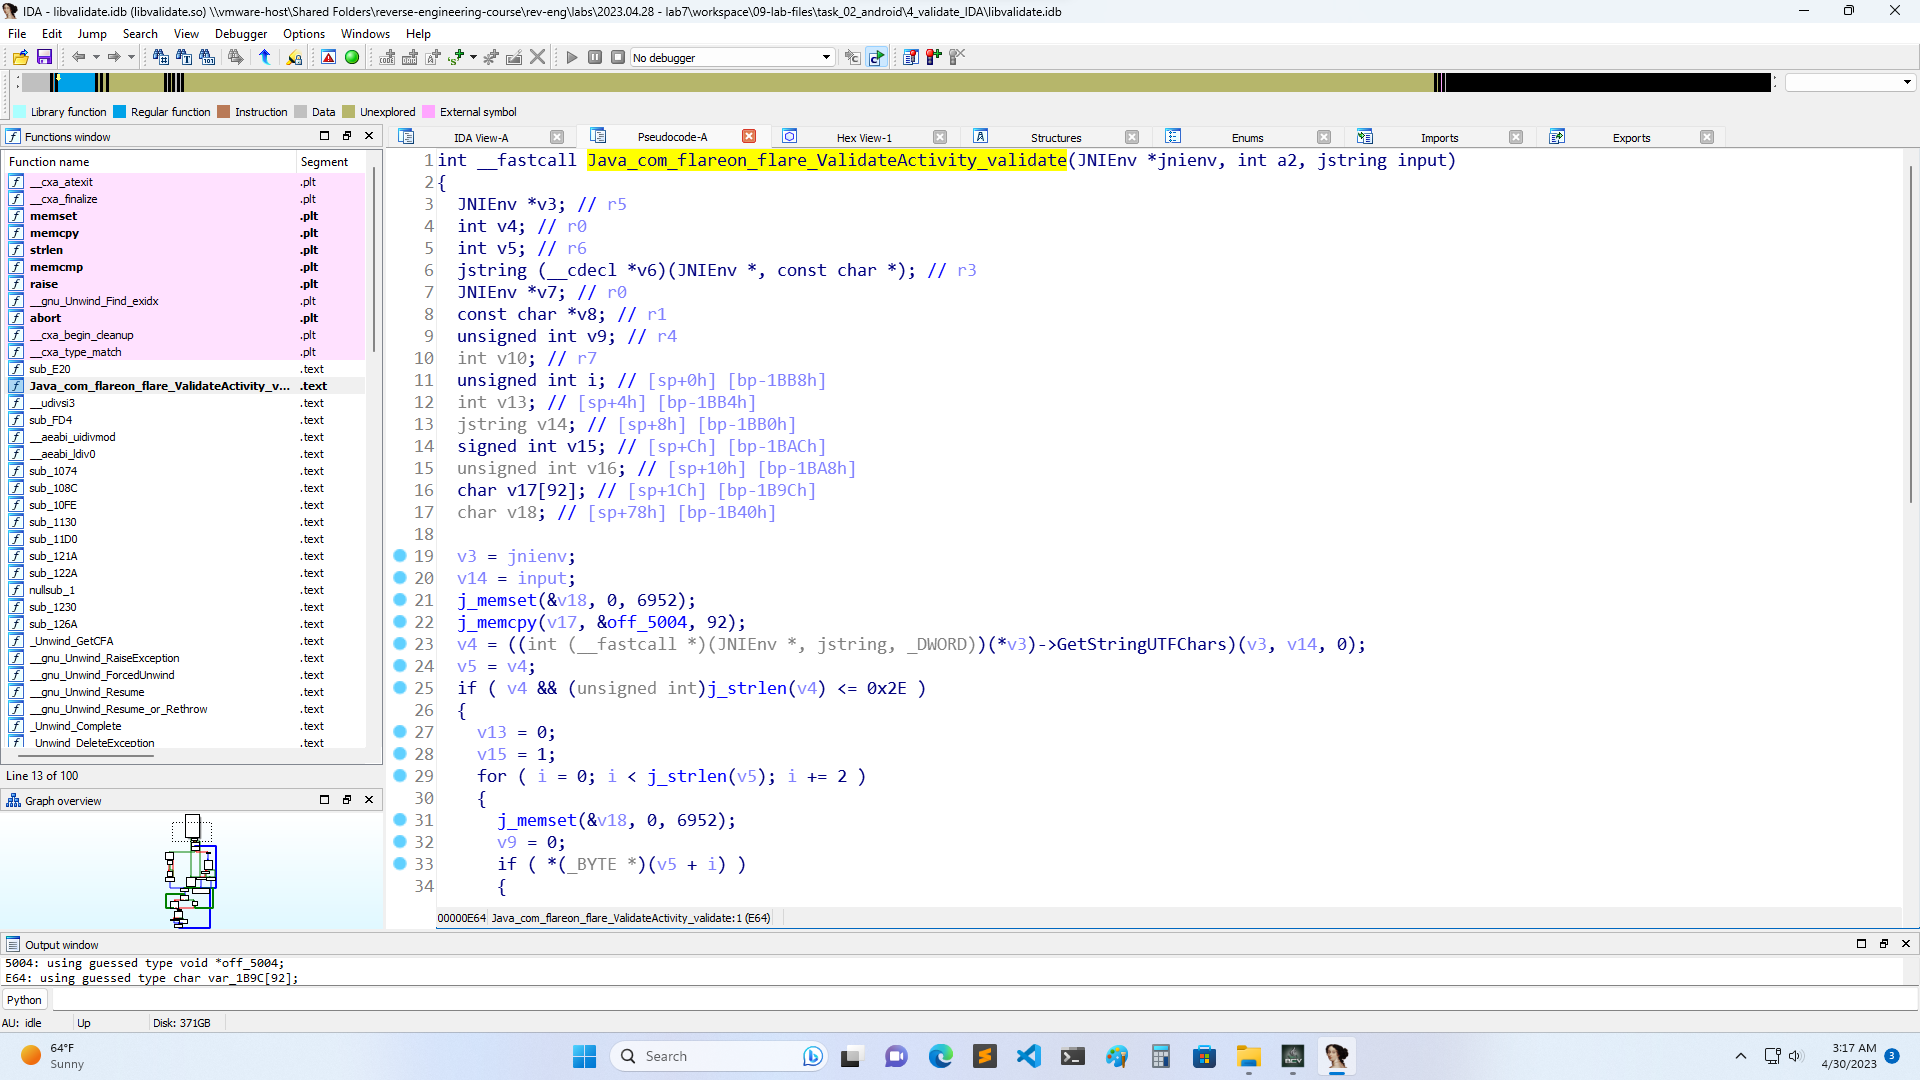 IDA - libvalidate.idb (libvalidate.so) \\vmware-host\Shared Folders\reverse-engineering-course\rev-eng\labs\2023.04.28 - lab7\workspace\09-lab-files\task_02_android\4_validate_IDA\libvalidate.idb
File Edit Jump Search View Debugger Options Windows Help
No debugger
Library function Regular function Instruction Data Unexplored External symbol
Functions window
IDA View-A Pseudocode-A Hex View-1 Structures Enums Imports Exports
Function name Segment
__cxa_atexit .plt
__cxa_finalize .plt
memset .plt
memcpy .plt
strlen .plt
memcmp .plt
raise .plt
__gnu_Unwind_Find_exidx .plt
abort .plt
__cxa_begin_cleanup .plt
__cxa_type_match .plt
sub_E20 .text
Java_com_flareon_flare_ValidateActivity_v... .text
__udivsi3 .text
sub_FD4 .text
__aeabi_uidivmod .text
__aeabi_ldiv0 .text
sub_1074 .text
sub_108C .text
sub_10FE .text
sub_1130 .text
sub_11D0 .text
sub_121A .text
sub_122A .text
nullsub_1 .text
sub_1230 .text
sub_126A .text
_Unwind_GetCFA .text
__gnu_Unwind_RaiseException .text
__gnu_Unwind_ForcedUnwind .text
__gnu_Unwind_Resume .text
__gnu_Unwind_Resume_or_Rethrow .text
_Unwind_Complete .text
_Unwind_DeleteException .text
Line 13 of 100
Graph overview
1 int __fastcall Java_com_flareon_flare_ValidateActivity_validate(JNIEnv *jnienv, int a2, jstring input)
2 {
3 JNIEnv *v3; // r5
4 int v4; // r0
5 int v5; // r6
6 jstring (__cdecl *v6)(JNIEnv *, const char *); // r3
7 JNIEnv *v7; // r0
8 const char *v8; // r1
9 unsigned int v9; // r4
10 int v10; // r7
11 unsigned int i; // [sp+0h] [bp-1BB8h]
12 int v13; // [sp+4h] [bp-1BB4h]
13 jstring v14; // [sp+8h] [bp-1BB0h]
14 signed int v15; // [sp+Ch] [bp-1BACh]
15 unsigned int v16; // [sp+10h] [bp-1BA8h]
16 char v17[92]; // [sp+1Ch] [bp-1B9Ch]
17 char v18; // [sp+78h] [bp-1B40h]
18
19 v3 = jnienv;
20 v14 = input;
21 j_memset(&v18, 0, 6952);
22 j_memcpy(v17, &off_5004, 92);
23 v4 = ((int (__fastcall *)(JNIEnv *, jstring, _DWORD))(*v3)->GetStringUTFChars)(v3, v14, 0);
24 v5 = v4;
25 if ( v4 && (unsigned int)j_strlen(v4) <= 0x2E )
26 {
27 v13 = 0;
28 v15 = 1;
29 for ( i = 0; i < j_strlen(v5); i += 2 )
30 {
31 j_memset(&v18, 0, 6952);
32 v9 = 0;
33 if ( *(_BYTE *)(v5 + i) )
34 {
00000E64 Java_com_flareon_flare_ValidateActivity_validate:1 (E64)
Output window
5004: using guessed type void *off_5004;
E64: using guessed type char var_1B9C[92];
Python
AU: idle Up Disk: 371GB
64°F
Sunny
Search
3:17 AM
4/30/2023
3